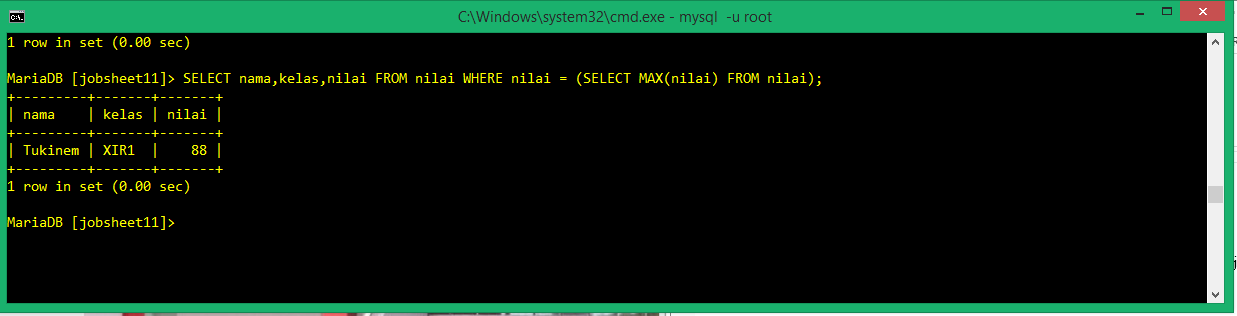 C:\Windows\system32\cmd.exe - mysql -u root
1 row in set (0.00 sec)
MariaDB [jobsheet11]> SELECT nama,kelas,nilai FROM nilai WHERE nilai = (SELECT MAX(nilai) FROM nilai);
+---------+-------+-------+
| nama    | kelas | nilai |
+---------+-------+-------+
| Tukinem | XIR1  |    88 |
+---------+-------+-------+
1 row in set (0.00 sec)
MariaDB [jobsheet11]>